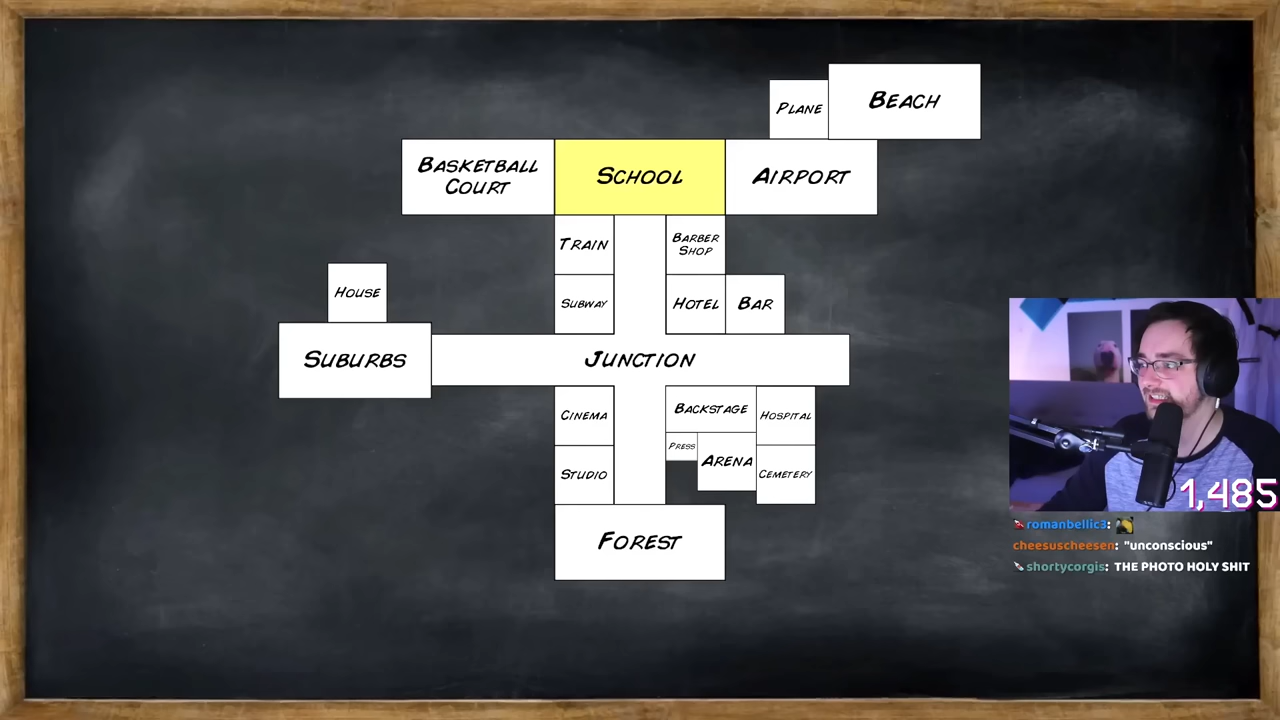 PLANE
BEACH
BASKETBALL
COURT
SCHOOL
AIRPORT
TRAIN
BARBER
SHOP
HOUSE
SUBWAY
HOTEL
BAR
SUBURBS
JUNCTION
CINEMA
BACKSTAGE
HOSPITAL
PRESS
ARENA
STUDIO
CEMETERY
FOREST
1,485
romanbellic3:
cheesuscheesen: "unconscious"
shortycorgis: THE PHOTO HOLY SHIT